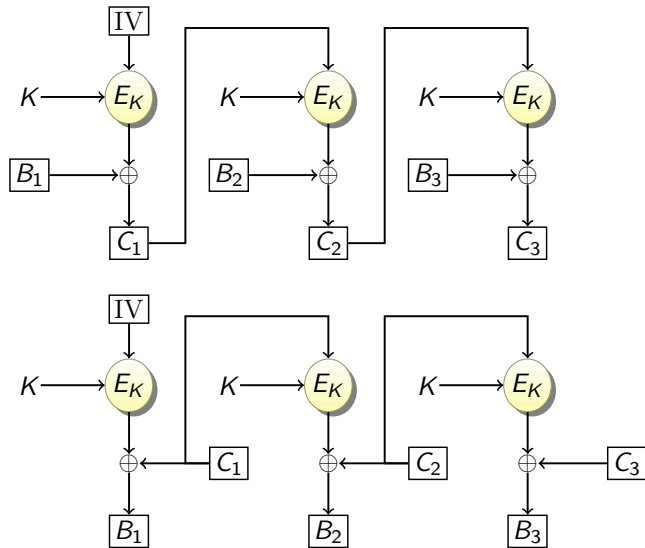 IV
K E_K K E_K K E_K
B_1 ⊕ B_2 ⊕ B_3 ⊕
C_1 C_2 C_3
IV
K E_K K E_K K E_K
⊕ C_1 ⊕ C_2 ⊕ C_3
B_1 B_2 B_3